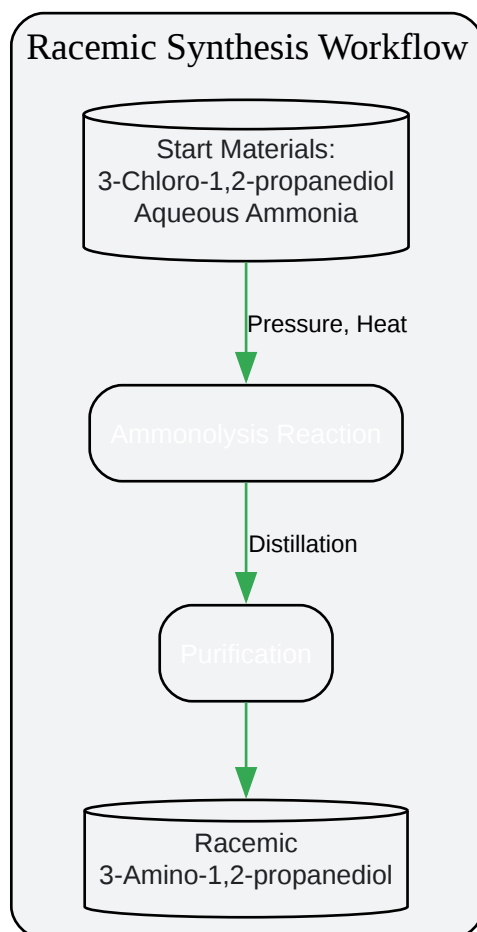 Racemic Synthesis Workflow
Start Materials:
3-Chloro-1,2-propanediol
Aqueous Ammonia
Pressure, Heat
Ammonolysis Reaction
Distillation
Purification
Racemic
3-Amino-1,2-propanediol